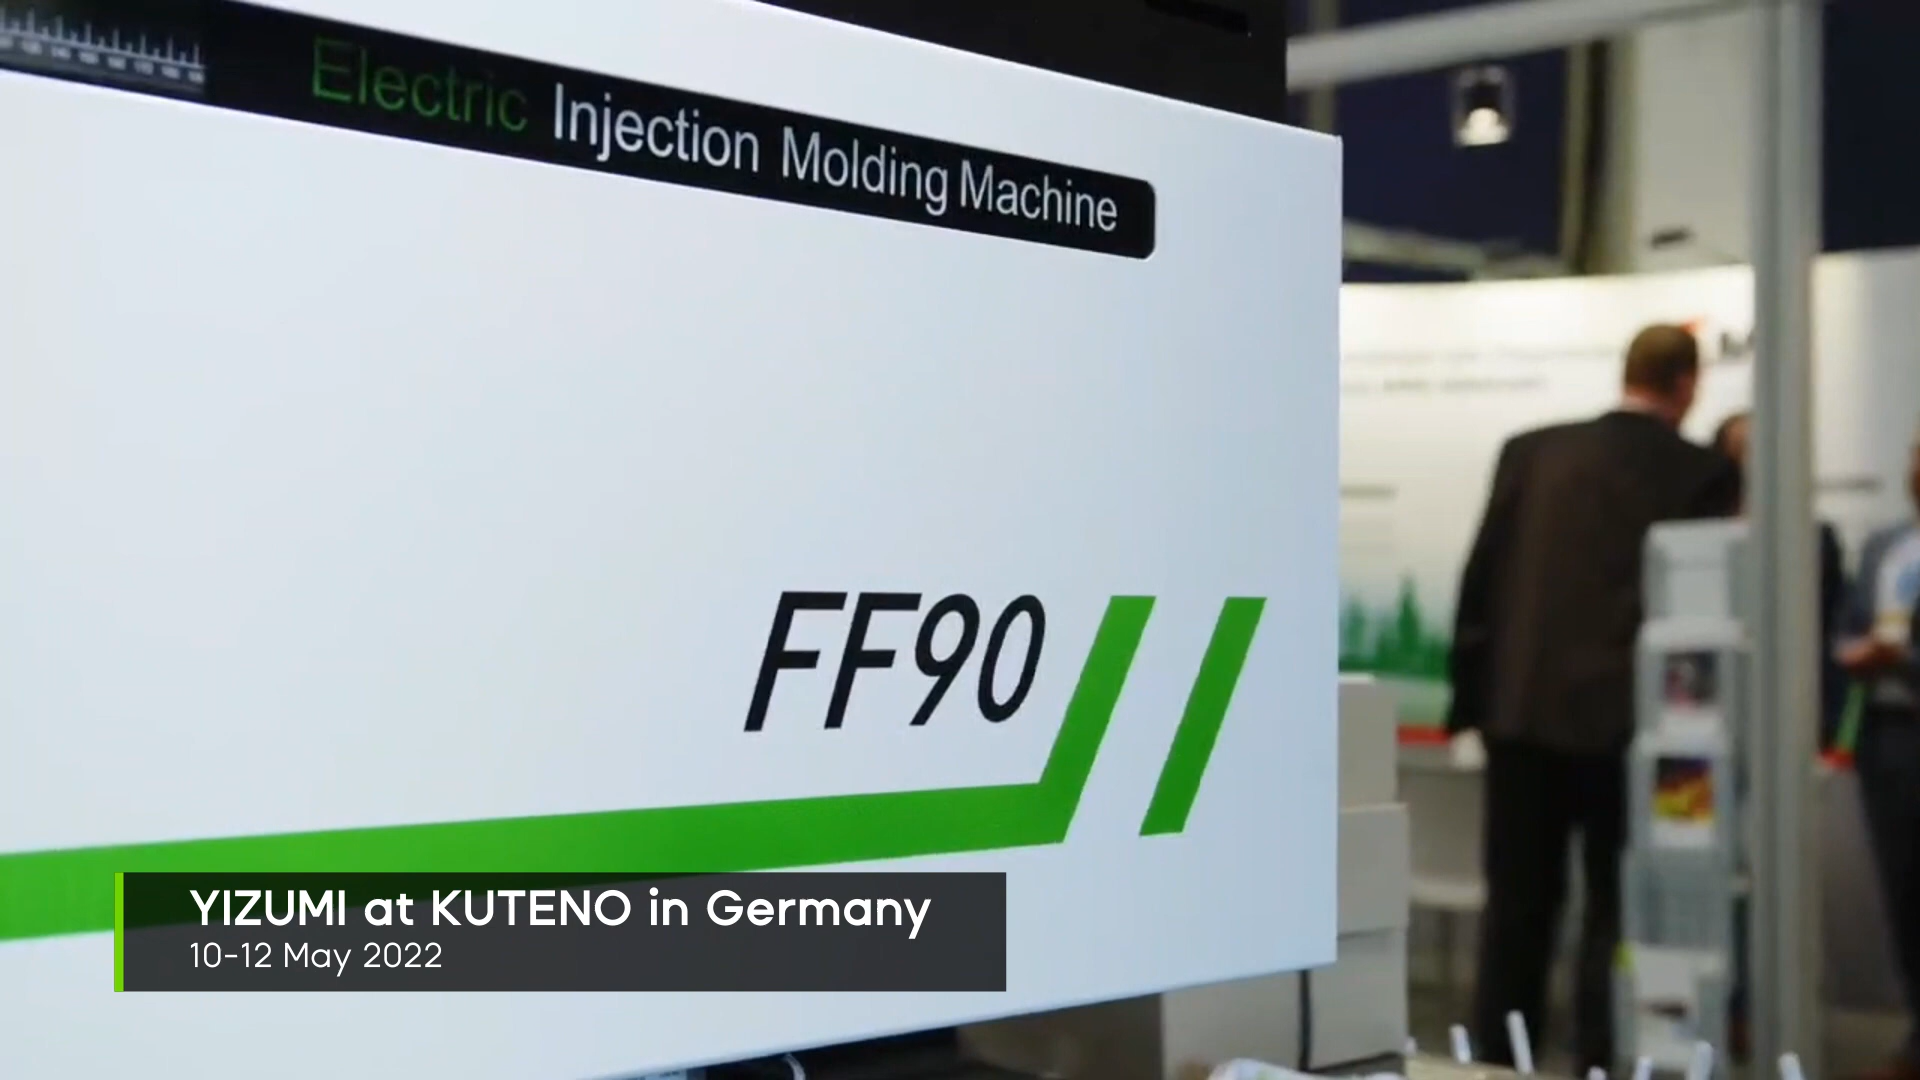 Electric Injection Molding Machine
FF90
YIZUMI at KUTENO in Germany
10-12 May 2022